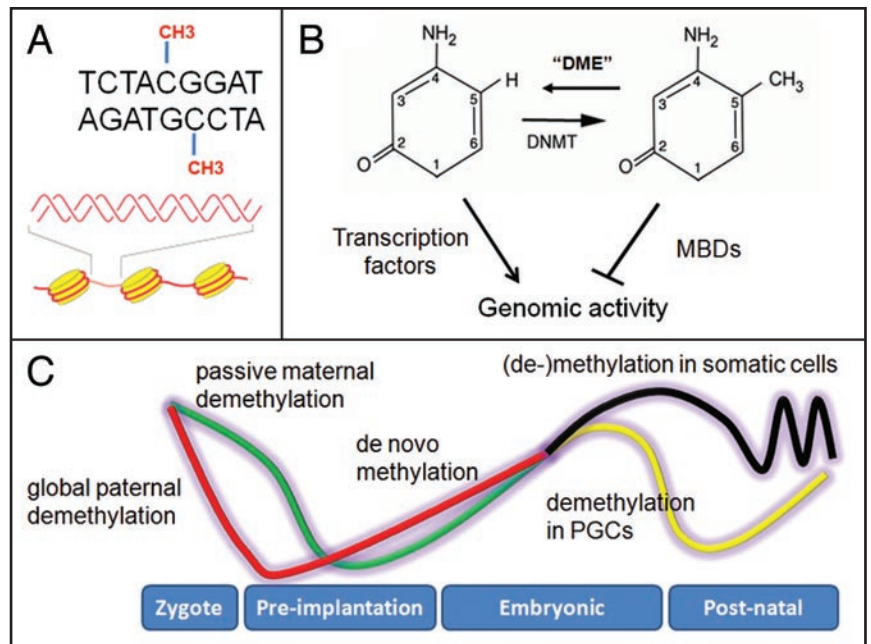 A
CH3
TCTACGGAT
AGATGCCTA
CH3
B
NH₂
4
3
5
H
2
6
1
O
"DME"
DNMT
NH₂
4
3
5
CH₃
2
6
1
O
Transcription
factors
MBDs
Genomic activity
C
passive maternal
demethylation
(de-)methylation in somatic cells
de novo
methylation
global paternal
demethylation
demethylation
in PGCs
Zygote
Pre-implantation
Embryonic
Post-natal